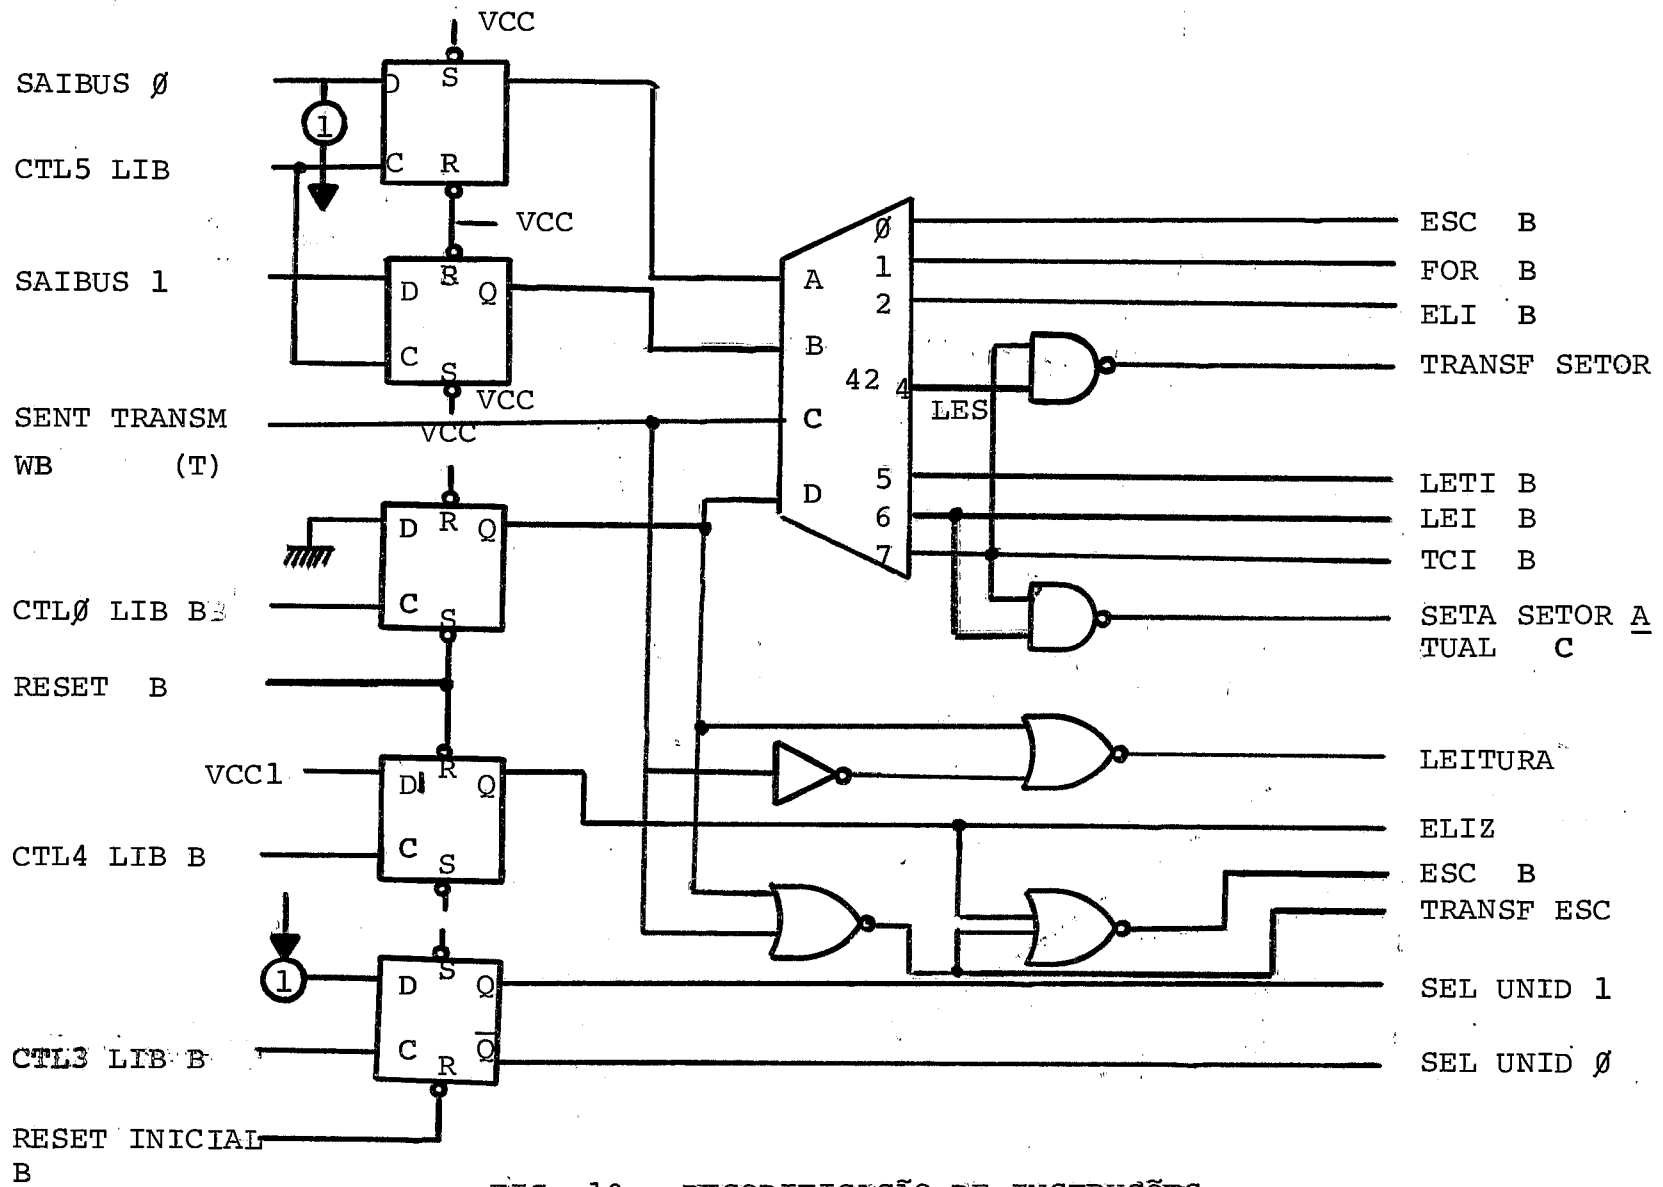 VCC
SAIBUS Ø
D
S
1
CTL5 LIB
C
R
VCC
SAIBUS 1
D
R
Q
C
S
VCC
SENT TRANSM
WB (T)
VCC
D
R
Q
CTLØ LIB B
C
S
RESET B
VCC1
D
R
Q
CTL4 LIB B
C
S
1
D
S
Q
CTL3 LIB B
C
R
Q̅
RESET INICIAL
B
A
B
C
D
Ø
1
2
42
4
5
6
7
LES
ESC B
FOR B
ELI B
TRANSF SETOR
LETI B
LEI B
TCI B
SETA SETOR A
TUAL C
LEITURA
ELIZ
ESC B
TRANSF ESC
SEL UNID 1
SEL UNID Ø